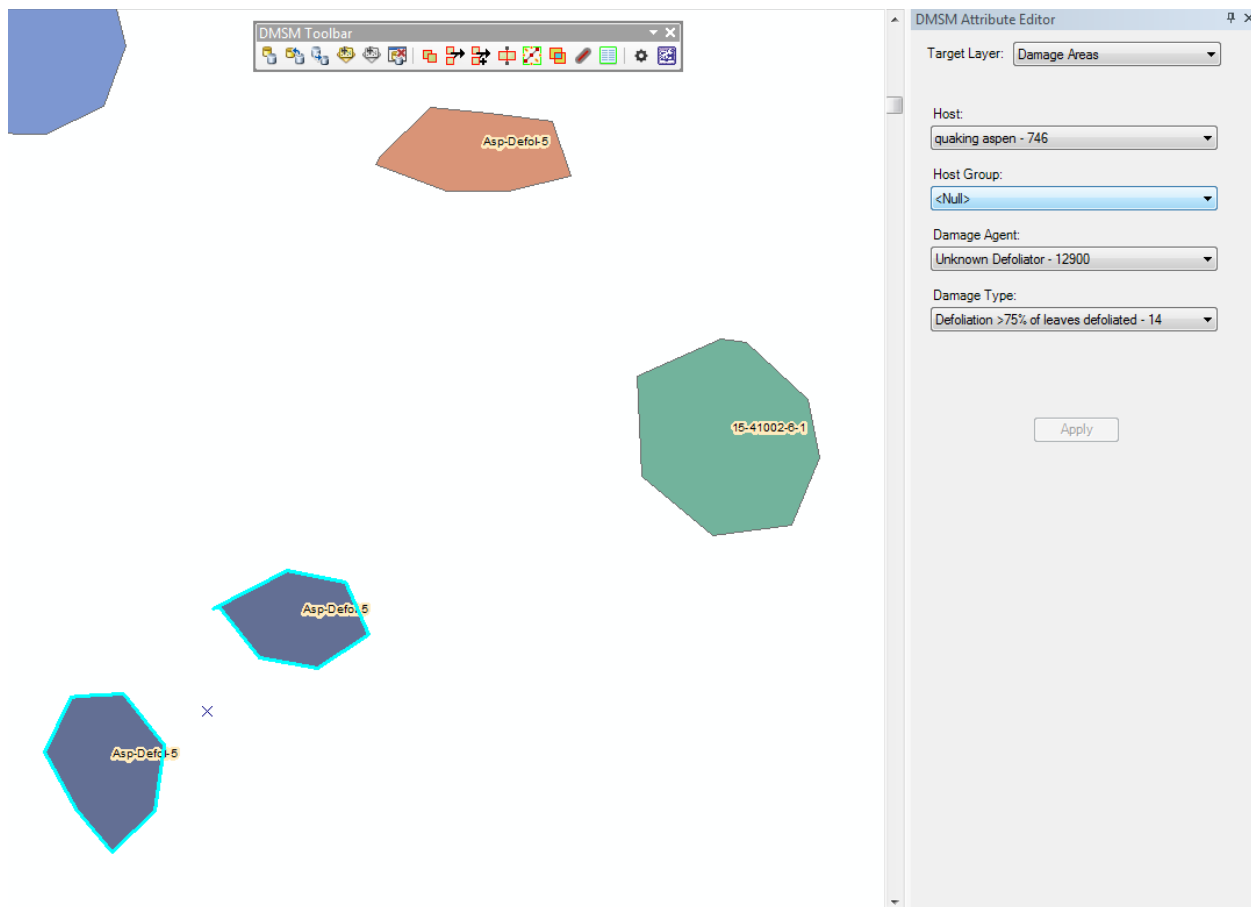 DMSM Toolbar
DMSM Attribute Editor
Target Layer: Damage Areas
Host:
quaking aspen - 746
Host Group:
<Null>
Damage Agent:
Unknown Defoliator - 12900
Damage Type:
Defoliation >75% of leaves defoliated - 14
Apply
Asp-Defol-5
15-41002-6-1
Asp-Defol-5
Asp-Defol-5